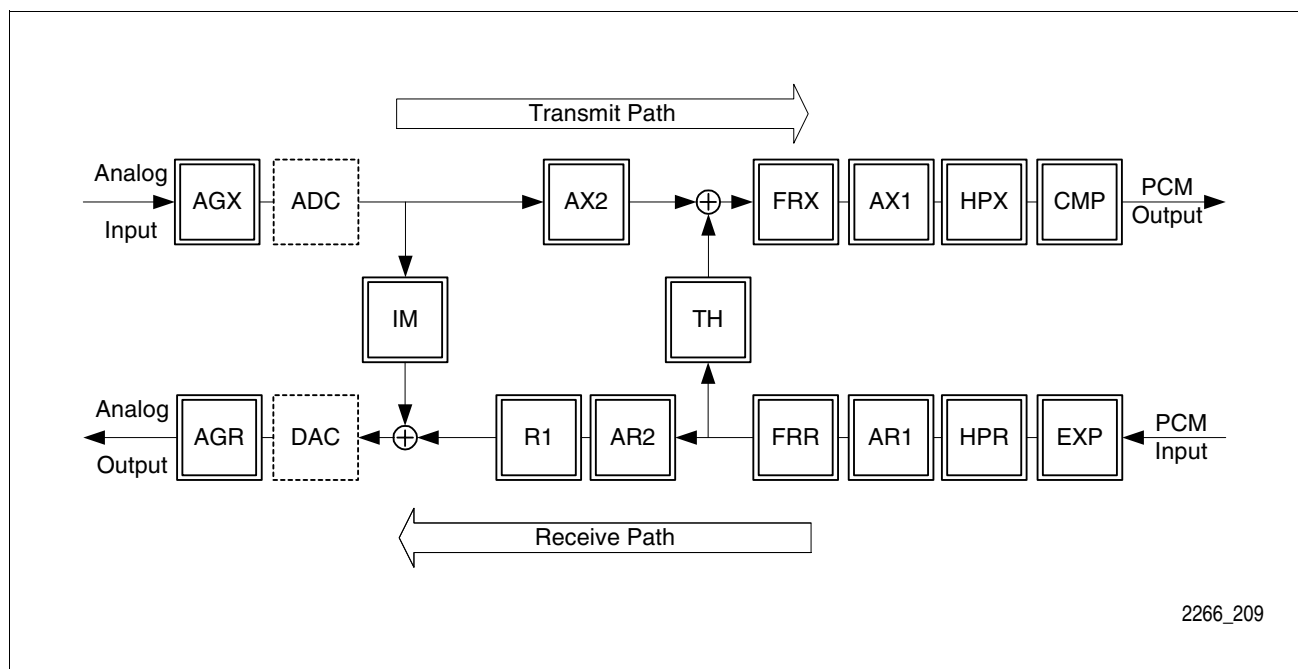 Transmit Path
Analog
Input
AGX
ADC
AX2
FRX
AX1
HPX
CMP
PCM
Output
IM
TH
Analog
Output
AGR
DAC
R1
AR2
FRR
AR1
HPR
EXP
PCM
Input
Receive Path
2266_209